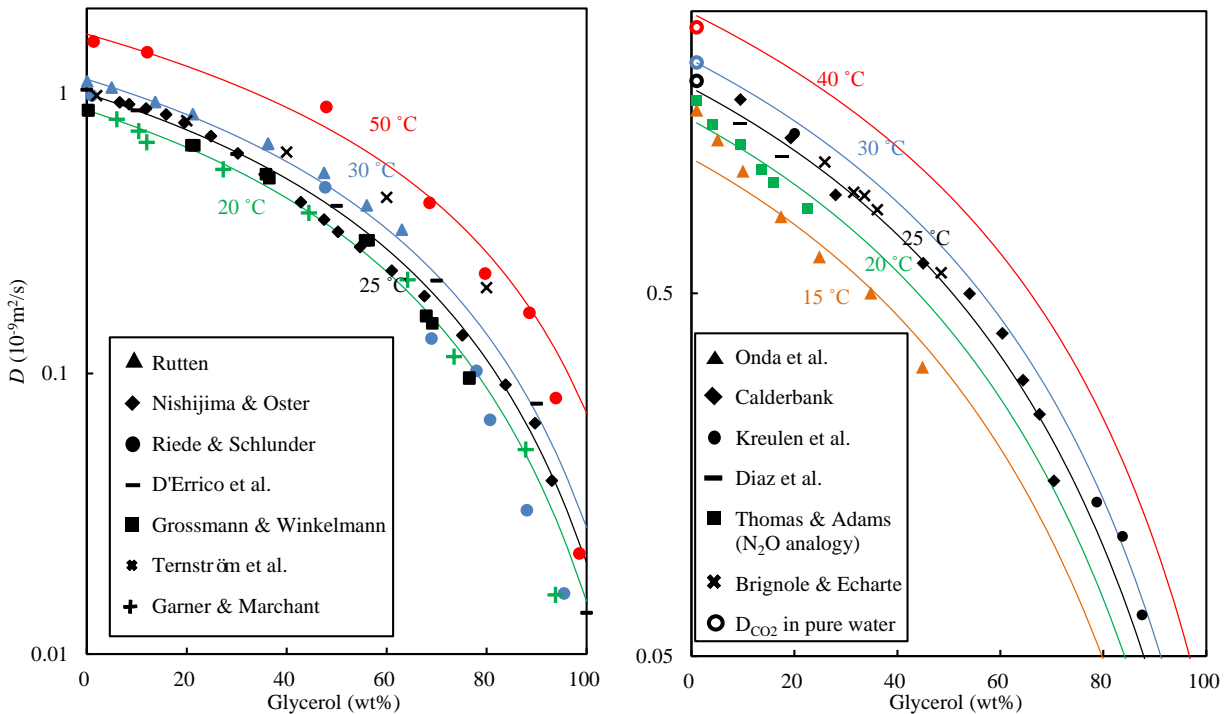 1
0.1
0.01
D (10⁻⁹m²/s)
50 ˚C
30 ˚C
20 ˚C
25 ˚C
Rutten
Nishijima & Oster
Riede & Schlunder
D'Errico et al.
Grossmann & Winkelmann
Ternström et al.
Garner & Marchant
0 20 40 60 80 100
Glycerol (wt%)
0.5
0.05
40 ˚C
30 ˚C
25 ˚C
20 ˚C
15 ˚C
Onda et al.
Calderbank
Kreulen et al.
Diaz et al.
Thomas & Adams
(N₂O analogy)
Brignole & Echarte
D_CO2 in pure water
0 20 40 60 80 100
Glycerol (wt%)